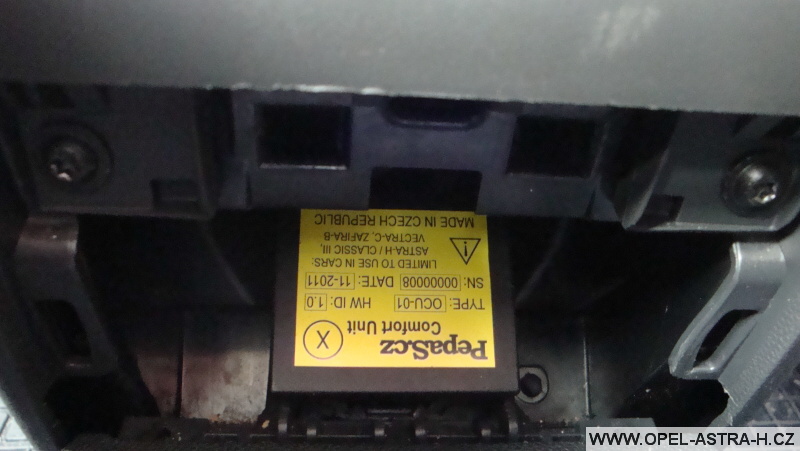 PepaS.cz
Comfort Unit
X
TYPE: OCU-01 HW ID: 1.0
SN: 00000008 DATE: 11-2011
LIMITED TO USE IN CARS:
ASTRA-H / CLASSIC III,
VECTRA-C, ZAFIRA-B
MADE IN CZECH REPUBLIC
WWW.OPEL-ASTRA-H.CZ